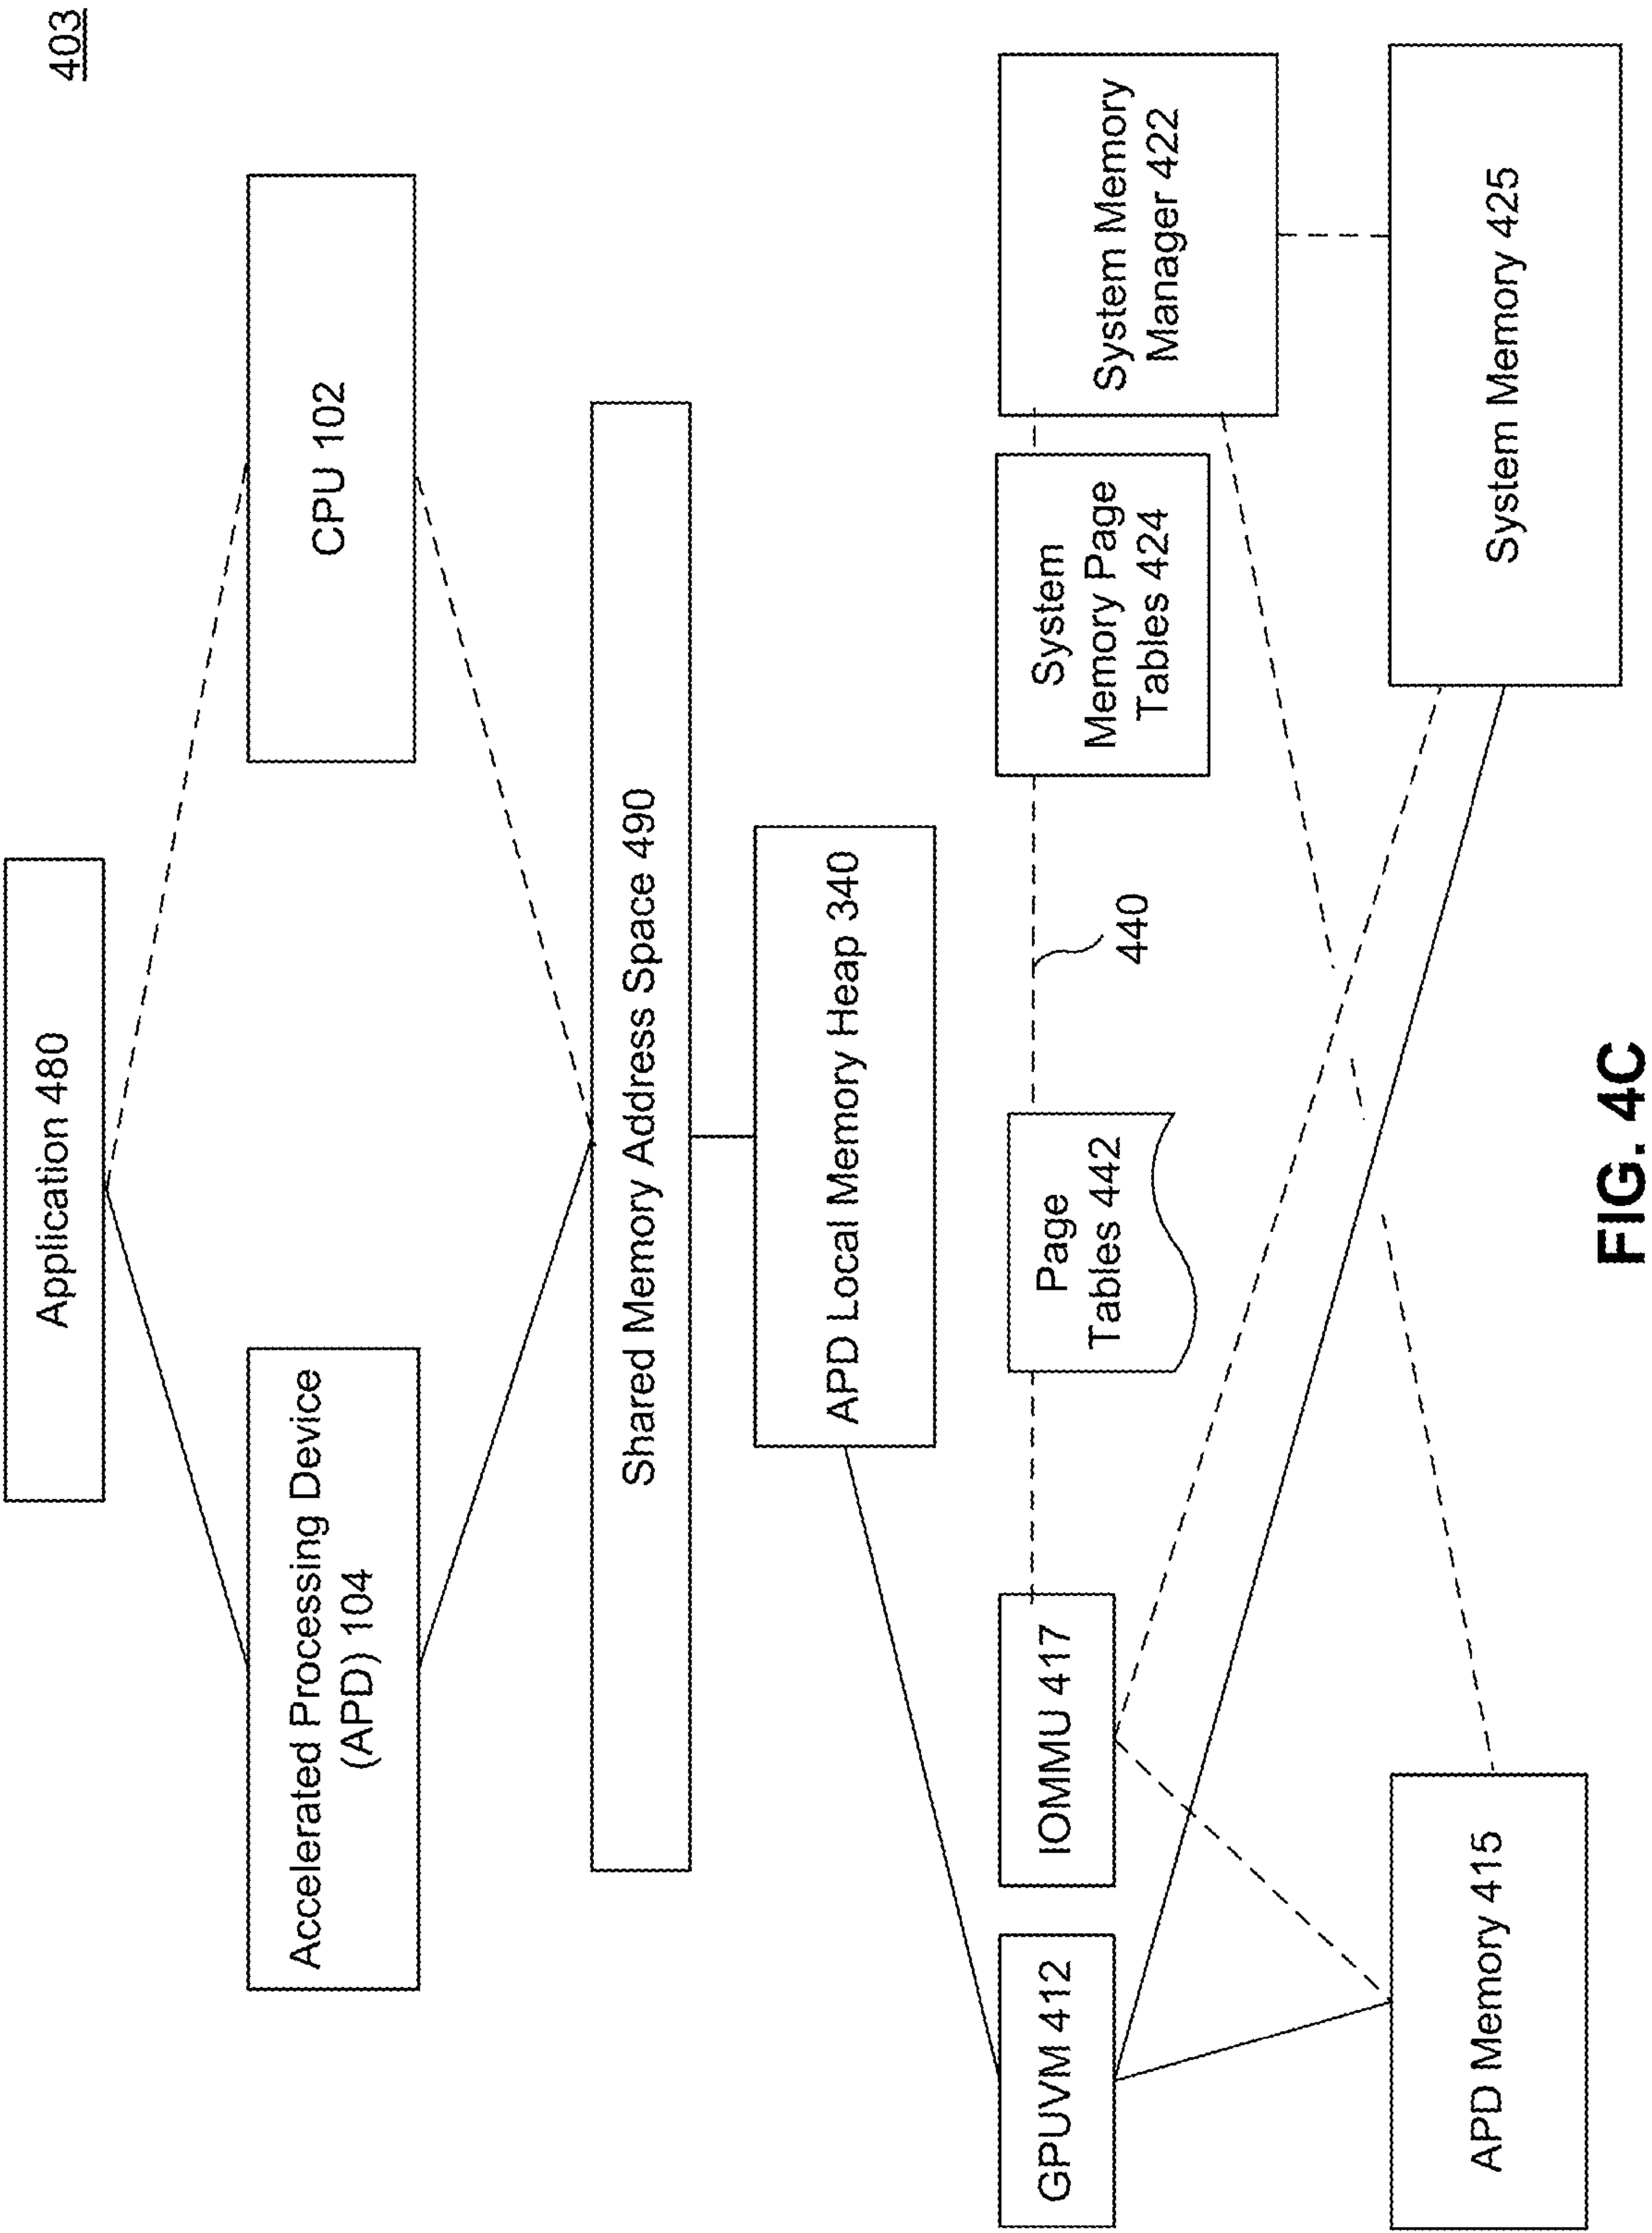 403
Application 480
Accelerated Processing Device
(APD) 104
CPU 102
Shared Memory Address Space 490
APD Local Memory Heap 340
GPUVM 412
IOMMU 417
Page
Tables 442
440
System
Memory Page
Tables 424
System Memory
Manager 422
APD Memory 415
System Memory 425
FIG. 4C